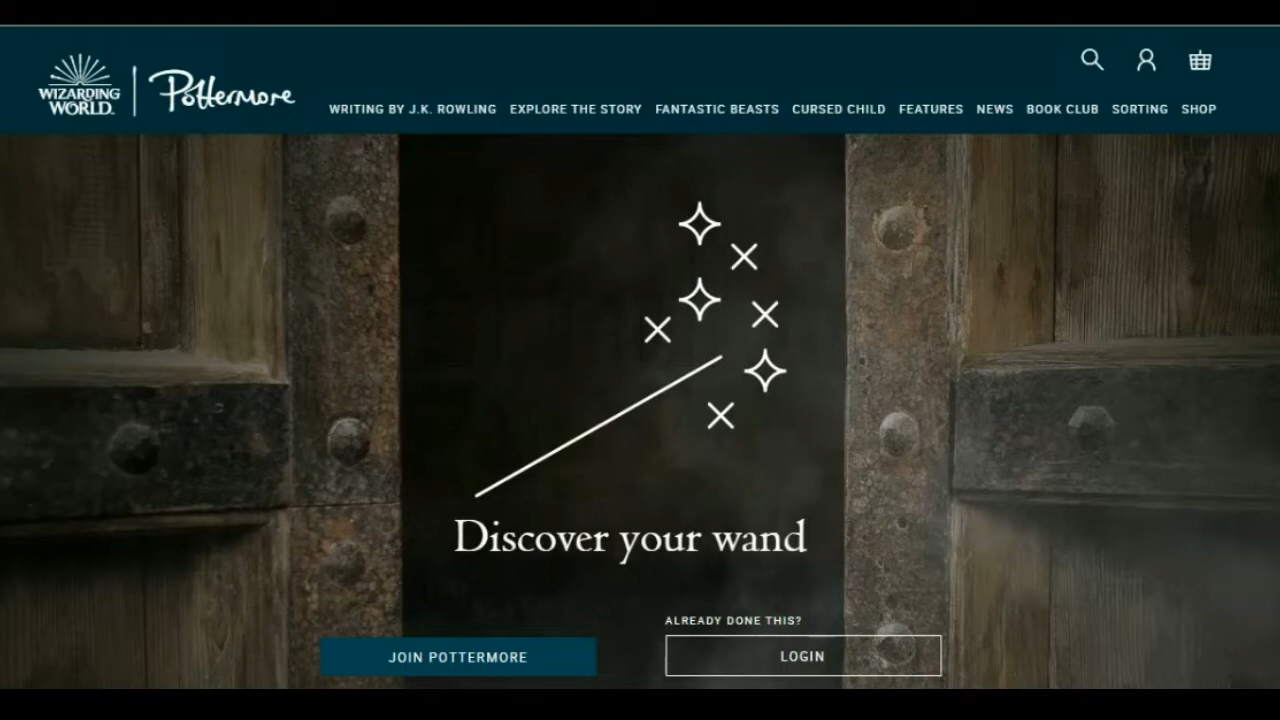 WIZARDING
WORLD
Pottermore
WRITING BY J.K. ROWLING EXPLORE THE STORY FANTASTIC BEASTS CURSED CHILD FEATURES NEWS BOOK CLUB SORTING SHOP
Discover your wand
ALREADY DONE THIS?
JOIN POTTERMORE LOGIN